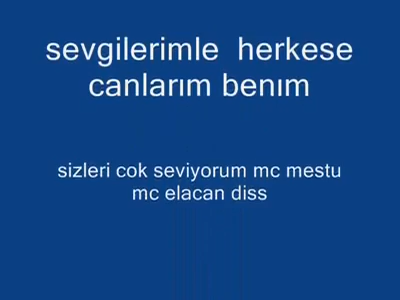 sevgilerimle  herkese
canlarım benım
sizleri cok seviyorum mc mestu
mc elacan diss